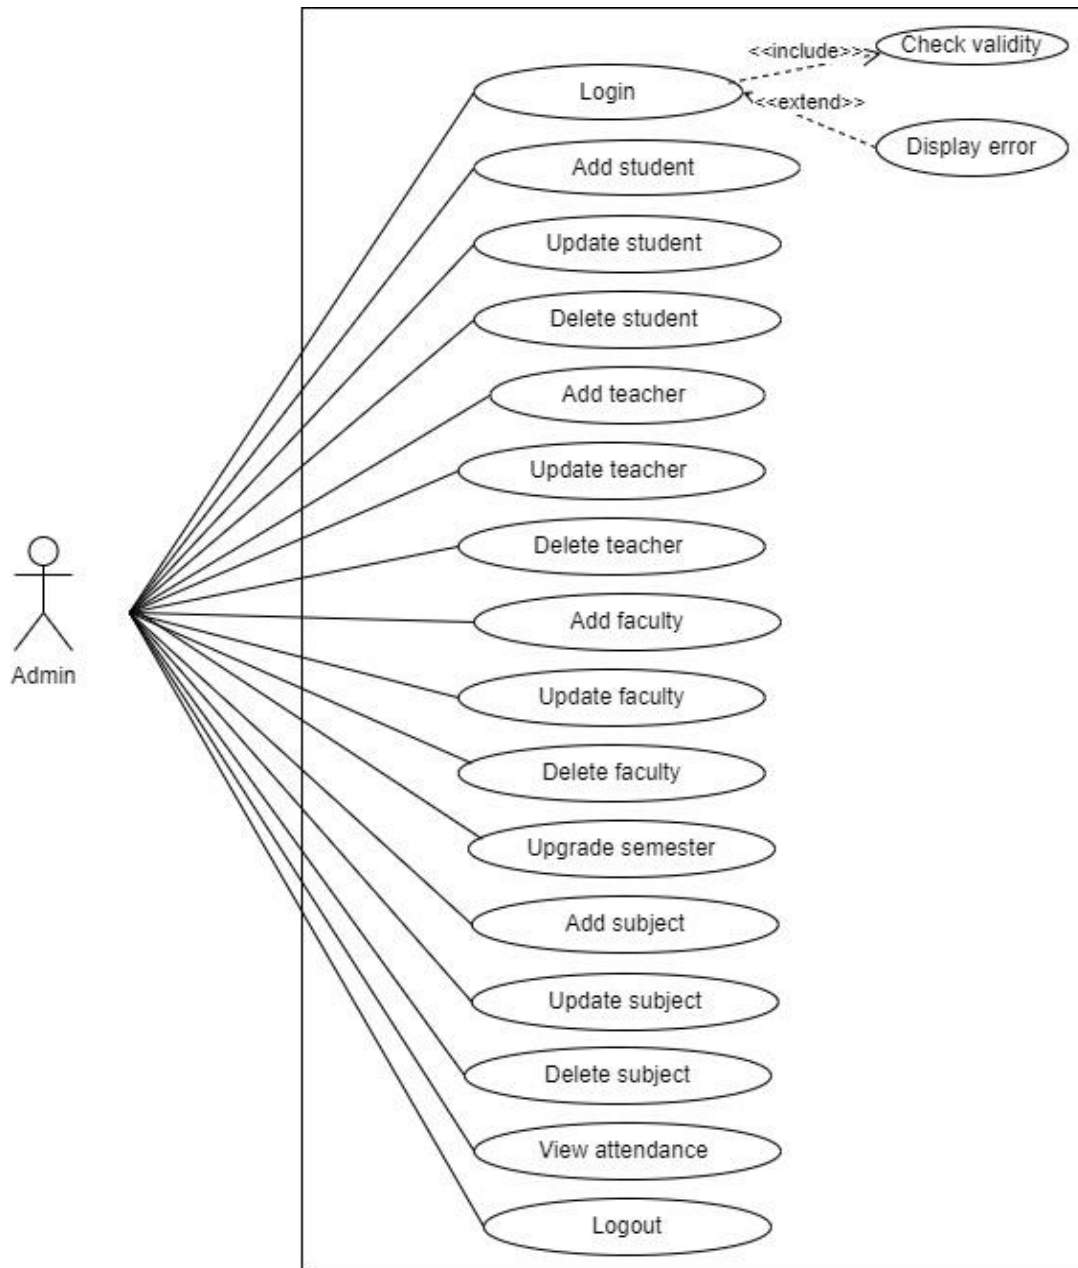 <<include>>
Check validity
Login
<<extend>>
Display error
Add student
Update student
Delete student
Add teacher
Update teacher
Delete teacher
Add faculty
Admin
Update faculty
Delete faculty
Upgrade semester
Add subject
Update subject
Delete subject
View attendance
Logout